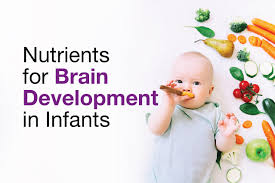 Nutrients
for Brain
Development
in Infants